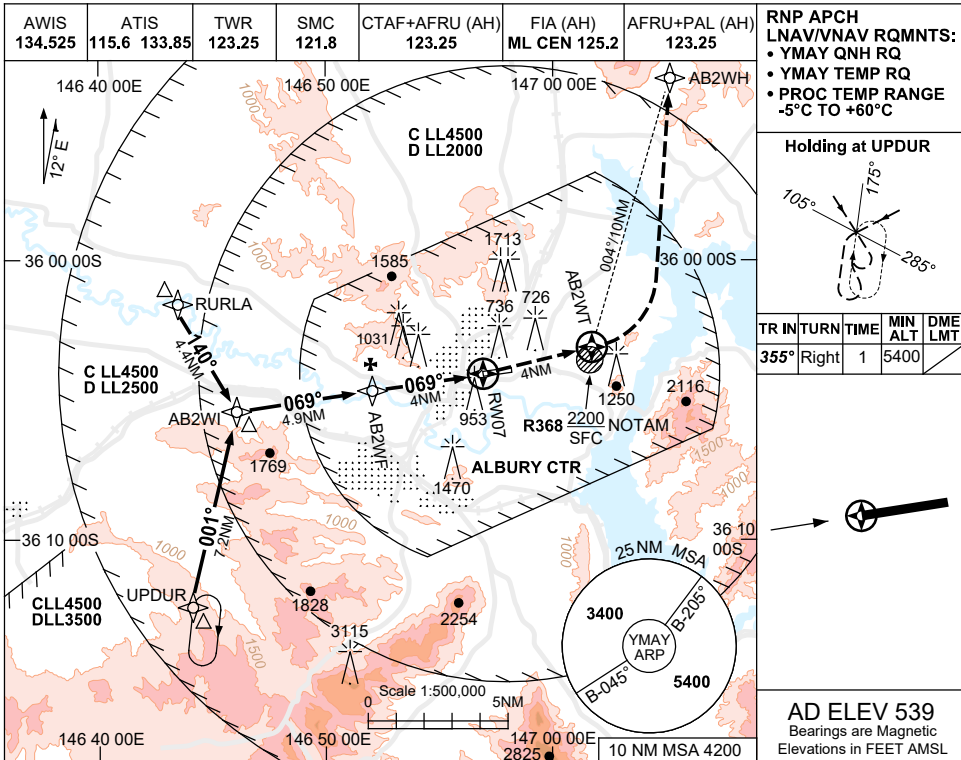 AWIS
134.525
ATIS
115.6 133.85
TWR
123.25
SMC
121.8
CTAF+AFRU (AH)
123.25
FIA (AH)
ML CEN 125.2
AFRU+PAL (AH)
123.25
RNP APCH
LNAV/VNAV RQMNTS:
• YMAY QNH RQ
• YMAY TEMP RQ
• PROC TEMP RANGE
-5°C TO +60°C
Holding at UPDUR
105°
175°
285°
TR IN TURN TIME MIN ALT DME LMT
355° Right 1 5400
146 40 00E
146 50 00E
147 00 00E
AB2WH
12° E
1000
C LL4500
D LL2000
1000
36 00 00S
36 00 00S
1713
1585
004°/10NM
AB2WT
RURLA
736
726
1031
140°
4.4NM
C LL4500
D LL2500
069°
4.9NM
069°
4NM
4NM
AB2WI
AB2WF
RW07
953
1250
2116
R368 2200 NOTAM
SFC
1500
1769
1470
ALBURY CTR
1000
1000
1000
1000
001°
7.2NM
36 10 00S
36 10
00S
25 NM MSA
UPDUR
CLL4500
DLL3500
1828
2254
3115
1500
3400
B-205°
YMAY
ARP
B-045°
5400
Scale 1:500,000
0
5NM
146 40 00E
146 50 00E
147 00 00E
2825
10 NM MSA 4200
AD ELEV 539
Bearings are Magnetic
Elevations in FEET AMSL